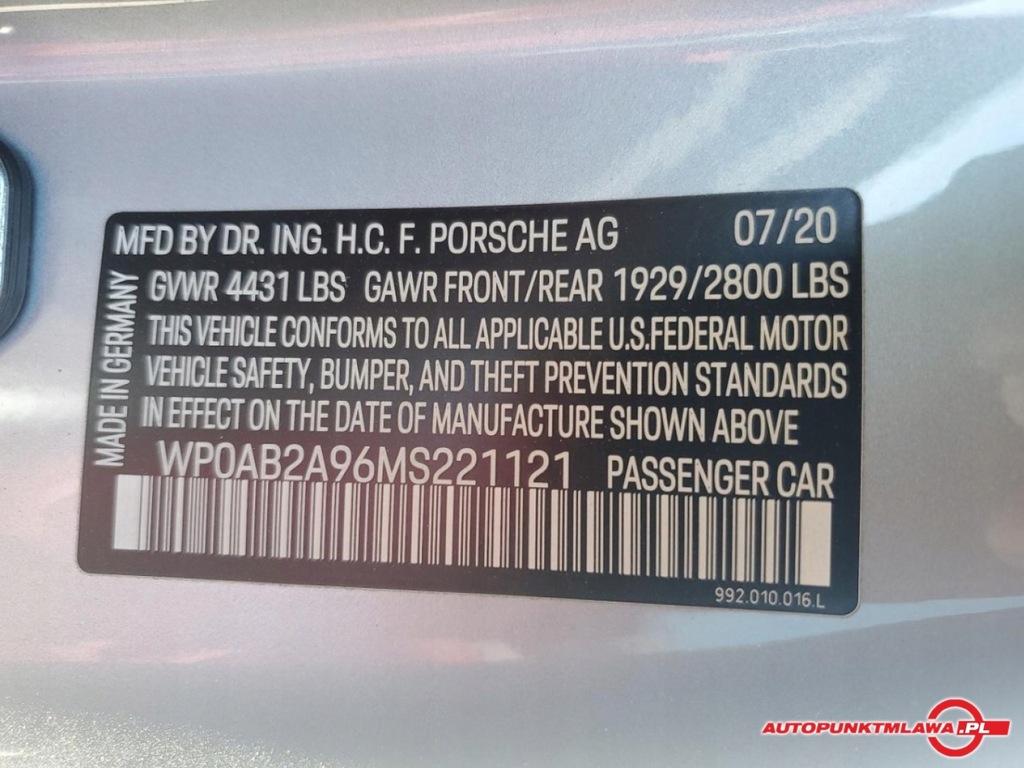 MFD BY DR. ING. H.C. F. PORSCHE AG 07/20
GVWR 4431 LBS GAWR FRONT/REAR 1929/2800 LBS
THIS VEHICLE CONFORMS TO ALL APPLICABLE U.S.FEDERAL MOTOR
VEHICLE SAFETY, BUMPER, AND THEFT PREVENTION STANDARDS
IN EFFECT ON THE DATE OF MANUFACTURE SHOWN ABOVE
MADE IN GERMANY
WP0AB2A96MS221121 PASSENGER CAR
992.010.016.L
AUTOPUNKTMLAWA.PL